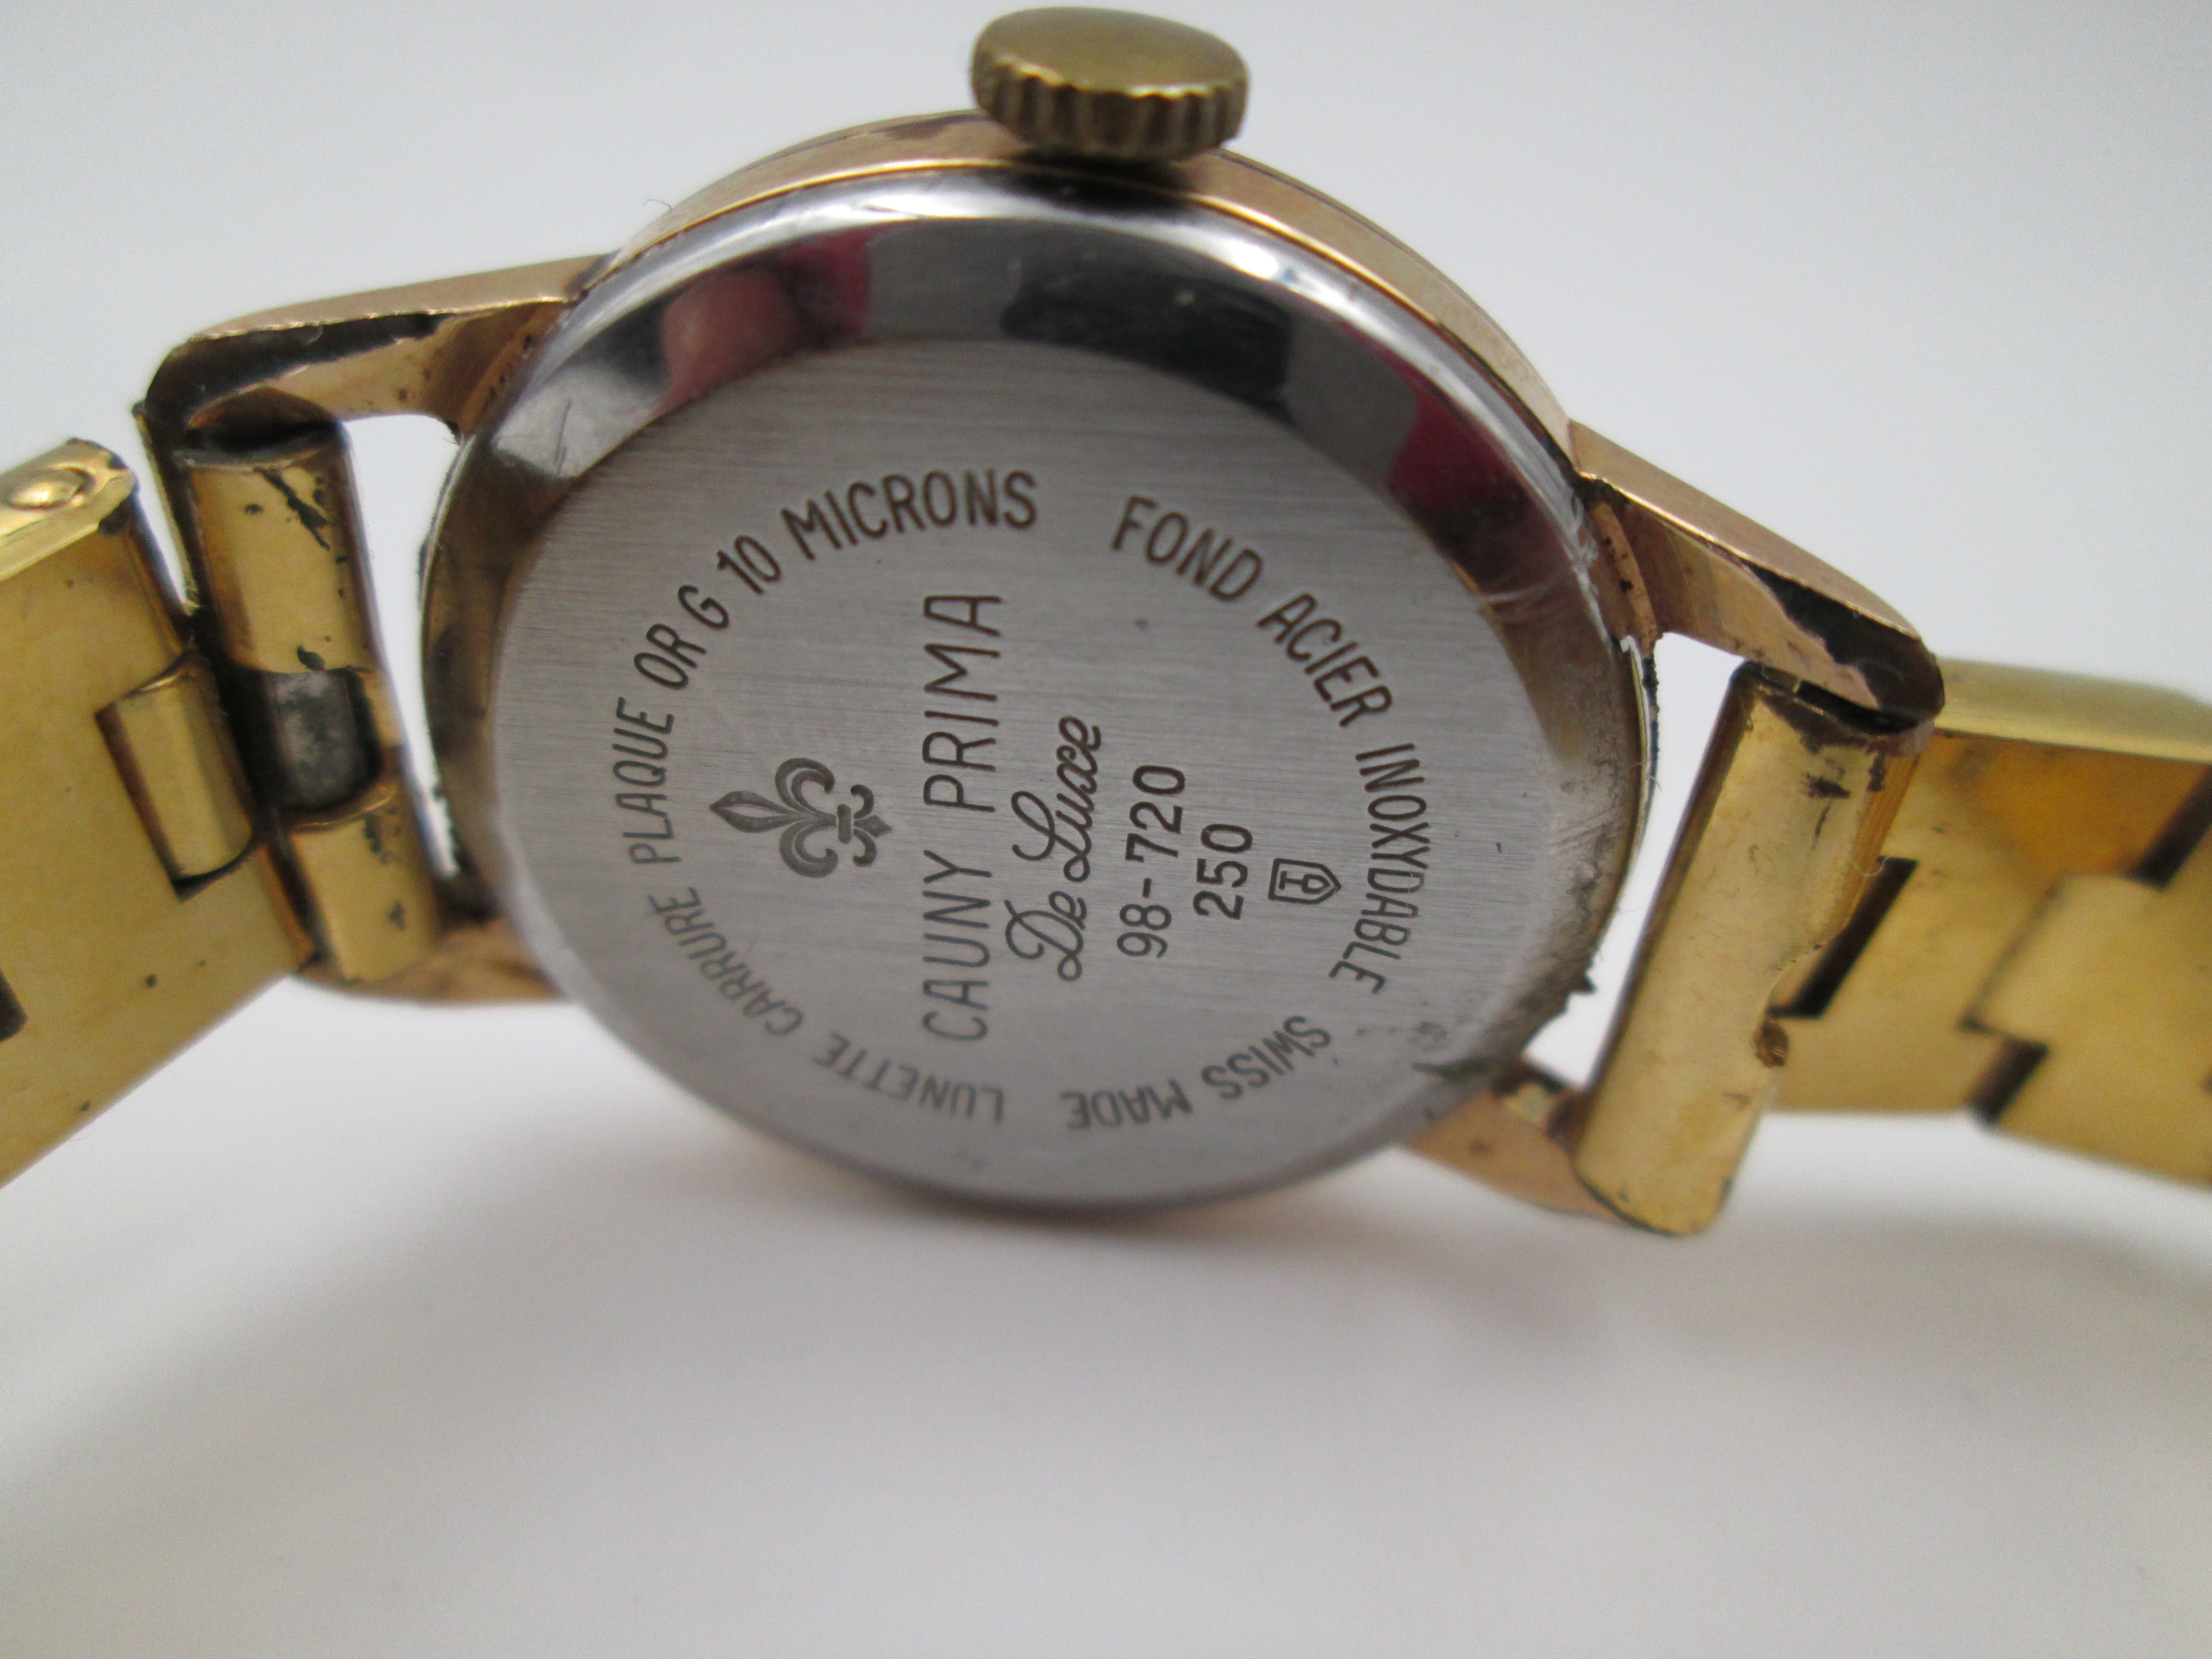 LUNETTE CARRURE PLAQUE OR G 10 MICRONS
FOND ACIER INOXYDABLE
SWISS MADE
CAUNY PRIMA
De Luxe
98-720
250